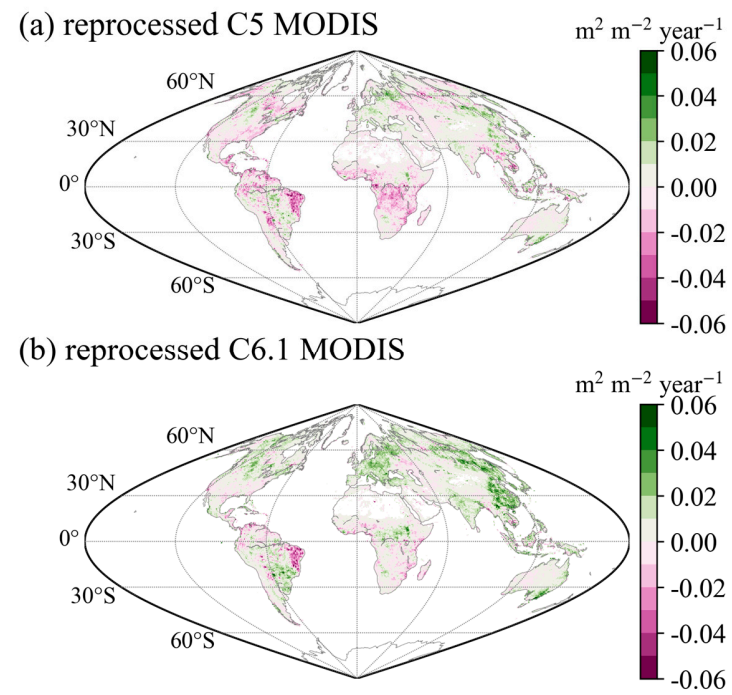 (a) reprocessed C5 MODIS
m² m⁻² year⁻¹
60°N
30°N
0°
30°S
60°S
0.06
0.04
0.02
0.00
-0.02
-0.04
-0.06
(b) reprocessed C6.1 MODIS
m² m⁻² year⁻¹
60°N
30°N
0°
30°S
60°S
0.06
0.04
0.02
0.00
-0.02
-0.04
-0.06